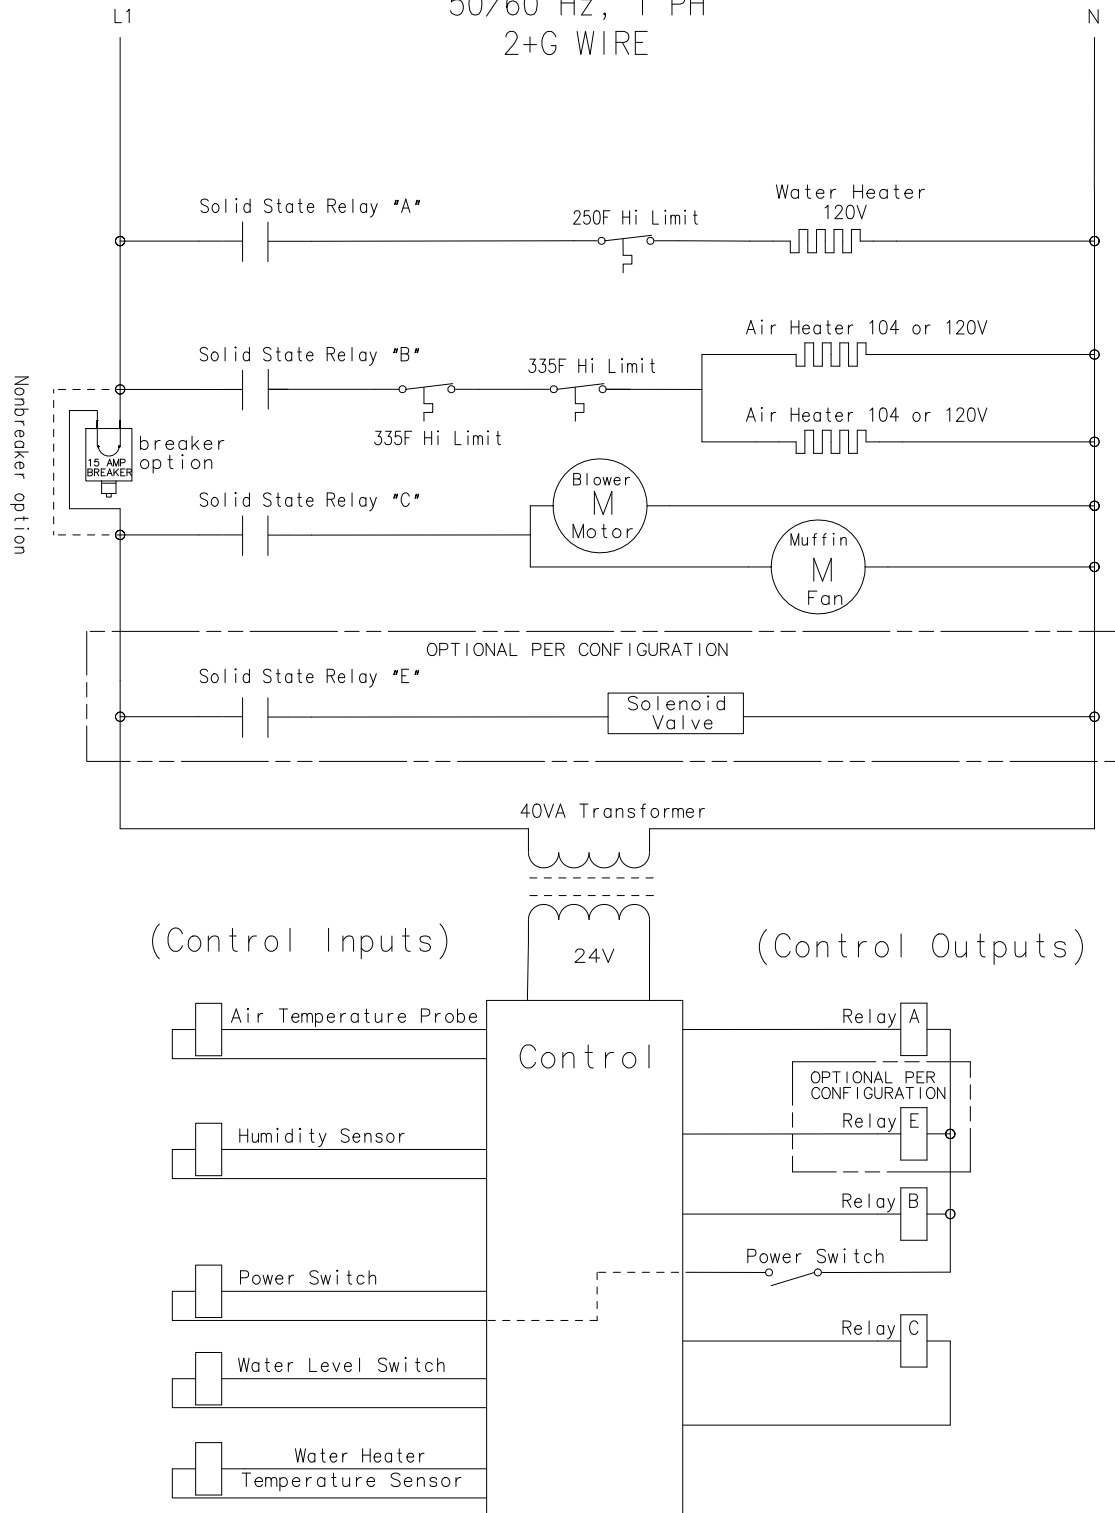 50/60 Hz, 1 PH
2+G WIRE
L1
N
Solid State Relay "A"
250F Hi Limit
Water Heater
120V
Solid State Relay "B"
335F Hi Limit
335F Hi Limit
Air Heater 104 or 120V
Air Heater 104 or 120V
Nonbreaker option
15 AMP
BREAKER
breaker
option
Solid State Relay "C"
Blower
M
Motor
Muffin
M
Fan
OPTIONAL PER CONFIGURATION
Solid State Relay "E"
Solenoid
Valve
40VA Transformer
24V
(Control Inputs)
(Control Outputs)
Control
Air Temperature Probe
Humidity Sensor
Power Switch
Water Level Switch
Water Heater
Temperature Sensor
Relay A
OPTIONAL PER
CONFIGURATION
Relay E
Relay B
Power Switch
Relay C